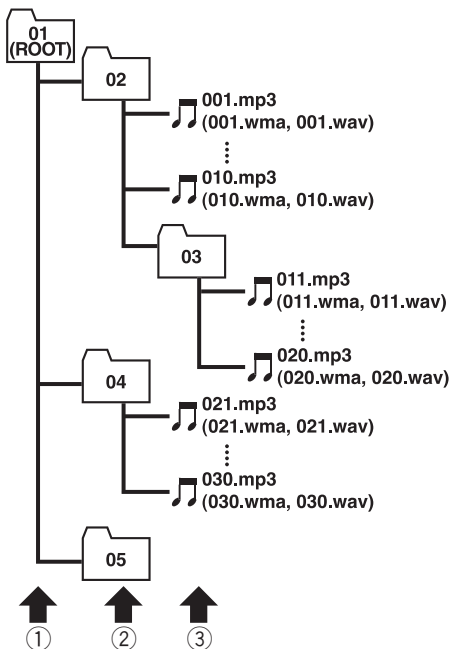 01
(ROOT)
02
001.mp3
(001.wma, 001.wav)
010.mp3
(010.wma, 010.wav)
03
011.mp3
(011.wma, 011.wav)
020.mp3
(020.wma, 020.wav)
04
021.mp3
(021.wma, 021.wav)
030.mp3
(030.wma, 030.wav)
05
① ② ③